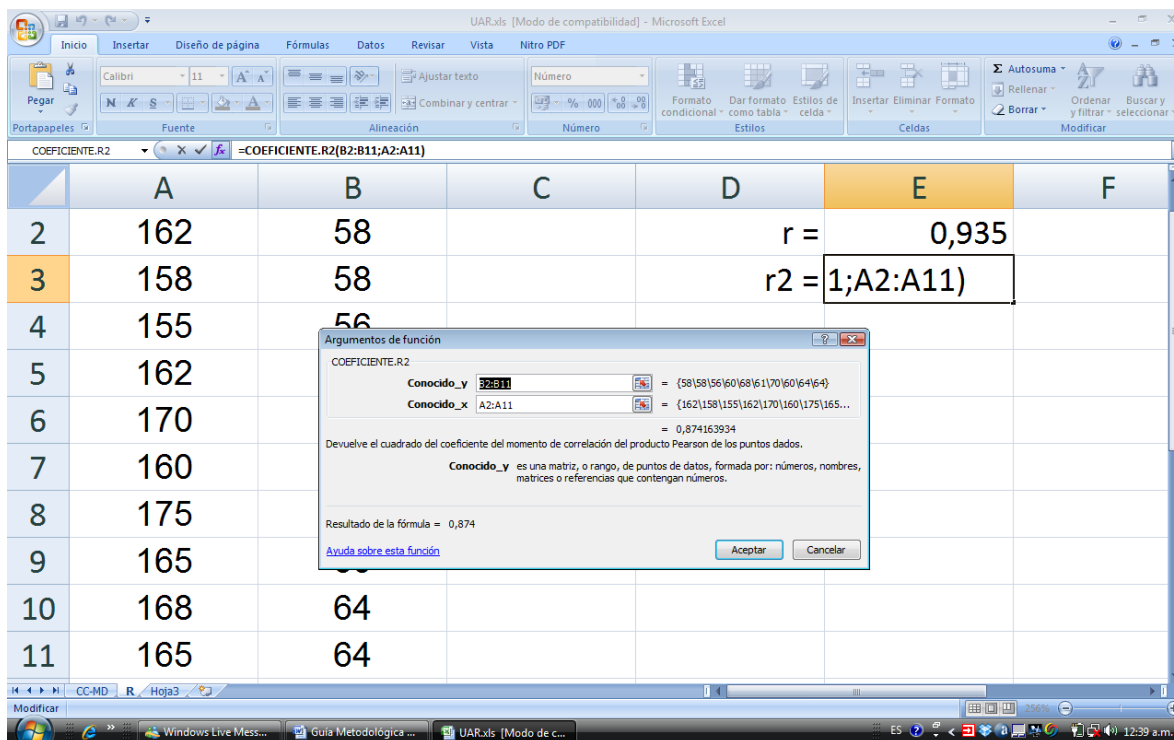 UAR.xls [Modo de compatibilidad] - Microsoft Excel
Inicio Insertar Diseño de página Fórmulas Datos Revisar Vista Nitro PDF
Pegar
Calibri 11 A A
N K S A
Ajustar texto
Combinar y centrar
Número
% 000
Formato condicional
Dar formato como tabla
Estilos de celda
Insertar Eliminar Formato
Σ Autosuma
Rellenar
Borrar
Ordenar y filtrar
Buscar y seleccionar
Portapapeles Fuente Alineación Número Estilos Celdas Modificar
COEFICIENTE.R2 fx =COEFICIENTE.R2(B2:B11;A2:A11)
A B C D E F
2 162 58 r = 0,935
3 158 58 r2 = 1;A2:A11)
4 155 56
5 162
6 170
7 160
8 175
9 165
10 168 64
11 165 64
Argumentos de función
COEFICIENTE.R2
Conocido_y B2:B11 = {58\58\56\60\68\61\70\60\64\64}
Conocido_x A2:A11 = {162\158\155\162\170\160\175\165...
= 0,874163934
Devuelve el cuadrado del coeficiente del momento de correlación del producto Pearson de los puntos dados.
Conocido_y es una matriz, o rango, de puntos de datos, formada por: números, nombres,
matrices o referencias que contengan números.
Resultado de la fórmula = 0,874
Ayuda sobre esta función Aceptar Cancelar
CC-MD R Hoja3
Modificar 256%
Windows Live Mess... Guía Metodológica ... UAR.xls [Modo de c... ES 12:39 a.m.